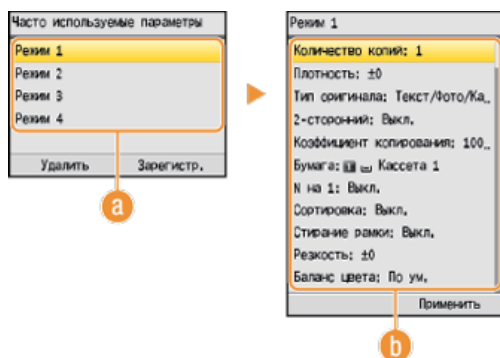 Часто используемые параметры
Режим 1
Режим 2
Режим 3
Режим 4
Удалить Зарегистр.
a
Режим 1
Количество копий: 1
Плотность: ±0
Тип оригинала: Текст/Фото/Ка...
2-сторонний: Выкл.
Коэффициент копирования: 100...
Бумага: Кассета 1
N на 1: Выкл.
Сортировка: Выкл.
Стирание рамки: Выкл.
Резкость: ±0
Баланс цвета: По ум.
Применить
b